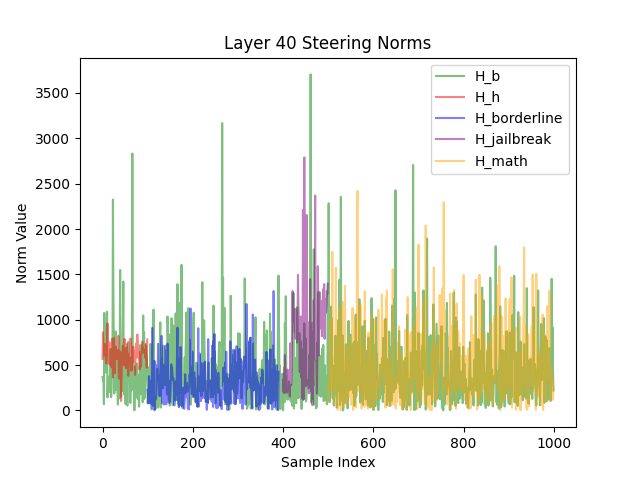 Layer 40 Steering Norms
H_b
H_h
H_borderline
H_jailbreak
H_math
Norm Value
3500
3000
2500
2000
1500
1000
500
0
0 200 400 600 800 1000
Sample Index